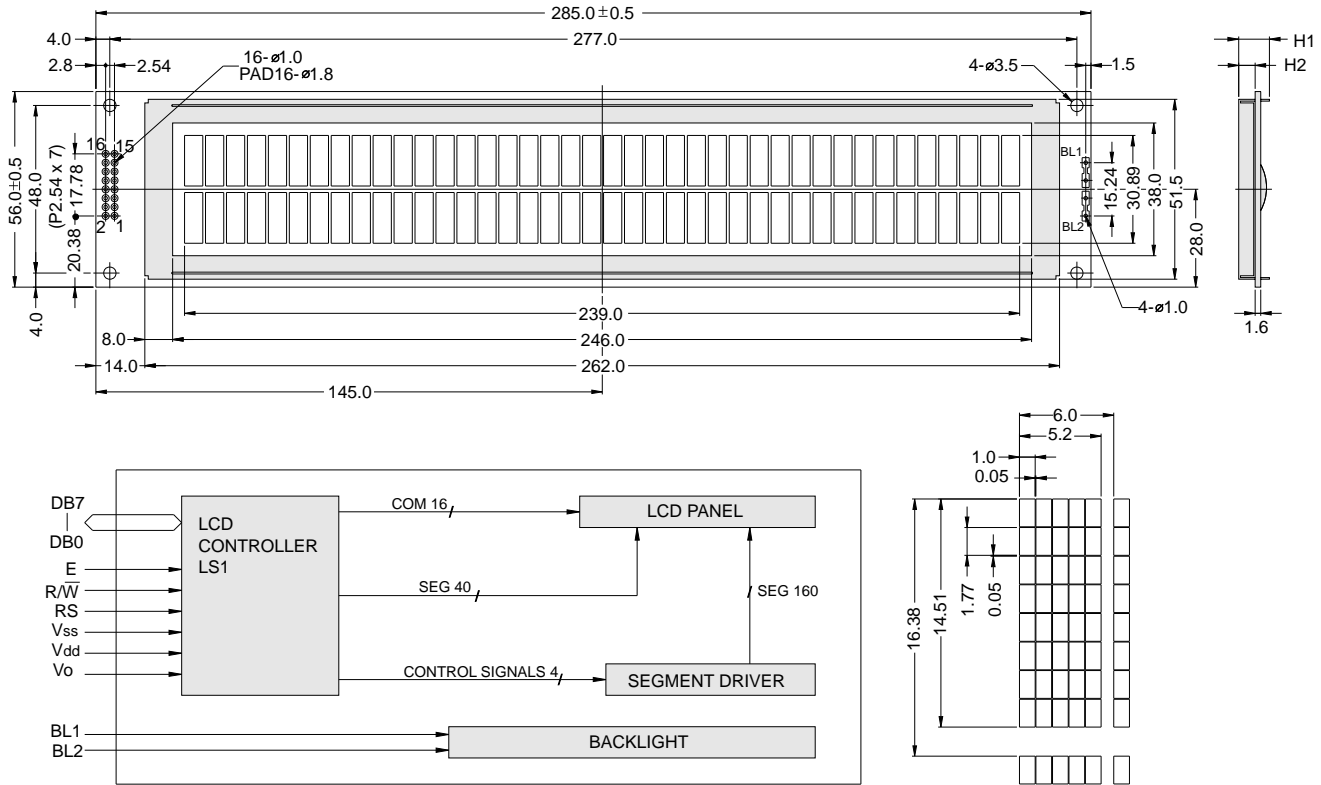 285.0±0.5
4.0
277.0
H1
16-ø1.0
2.8
2.54
PAD16-ø1.8
4-ø3.5
1.5
H2
16
15
BL1
56.0±0.5
48.0
(P2.54 x 7)
17.78
15.24
30.89
38.0
51.5
2
1
BL2
20.38
28.0
4.0
239.0
4-ø1.0
8.0
246.0
1.6
14.0
262.0
145.0
6.0
5.2
1.0
0.05
DB7
DB0
E
R/W̅
RS
Vss
Vdd
Vo
BL1
BL2
LCD
CONTROLLER
LS1
COM 16
LCD PANEL
SEG 40
SEG 160
CONTROL SIGNALS 4
SEGMENT DRIVER
BACKLIGHT
16.38
14.51
1.77
0.05